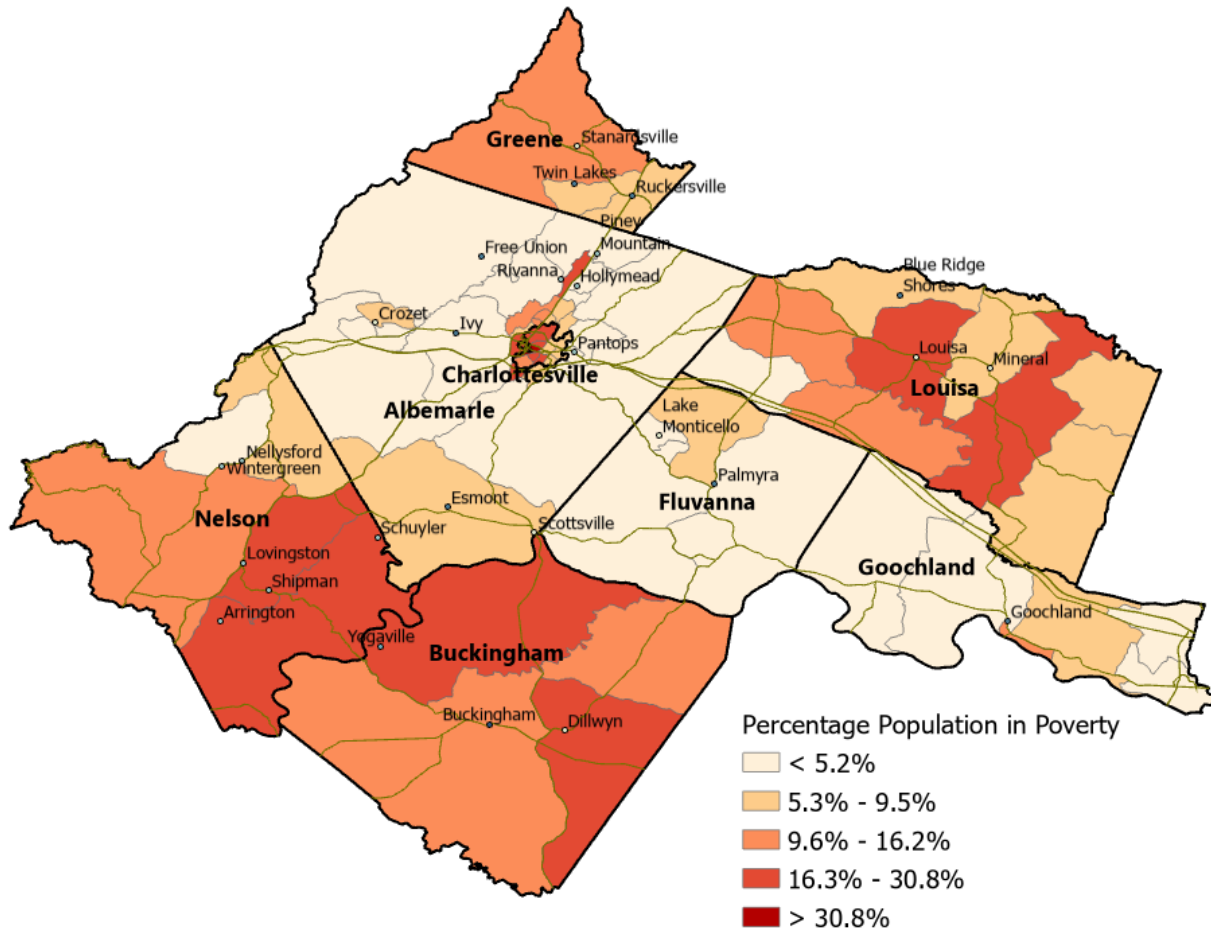 Greene
Stanardsville
Twin Lakes
Ruckersville
Piney
Mountain
Free Union
Rivanna
Hollymead
Blue Ridge
Shores
Crozet
Ivy
Pantops
Louisa
Mineral
Charlottesville
Louisa
Albemarle
Lake
Monticello
Nellysford
Wintergreen
Palmyra
Esmont
Fluvanna
Nelson
Schuyler
Scottsville
Lovingston
Goochland
Shipman
Arrington
Goochland
Yogaville
Buckingham
Buckingham
Dillwyn
Percentage Population in Poverty
< 5.2%
5.3% - 9.5%
9.6% - 16.2%
16.3% - 30.8%
> 30.8%